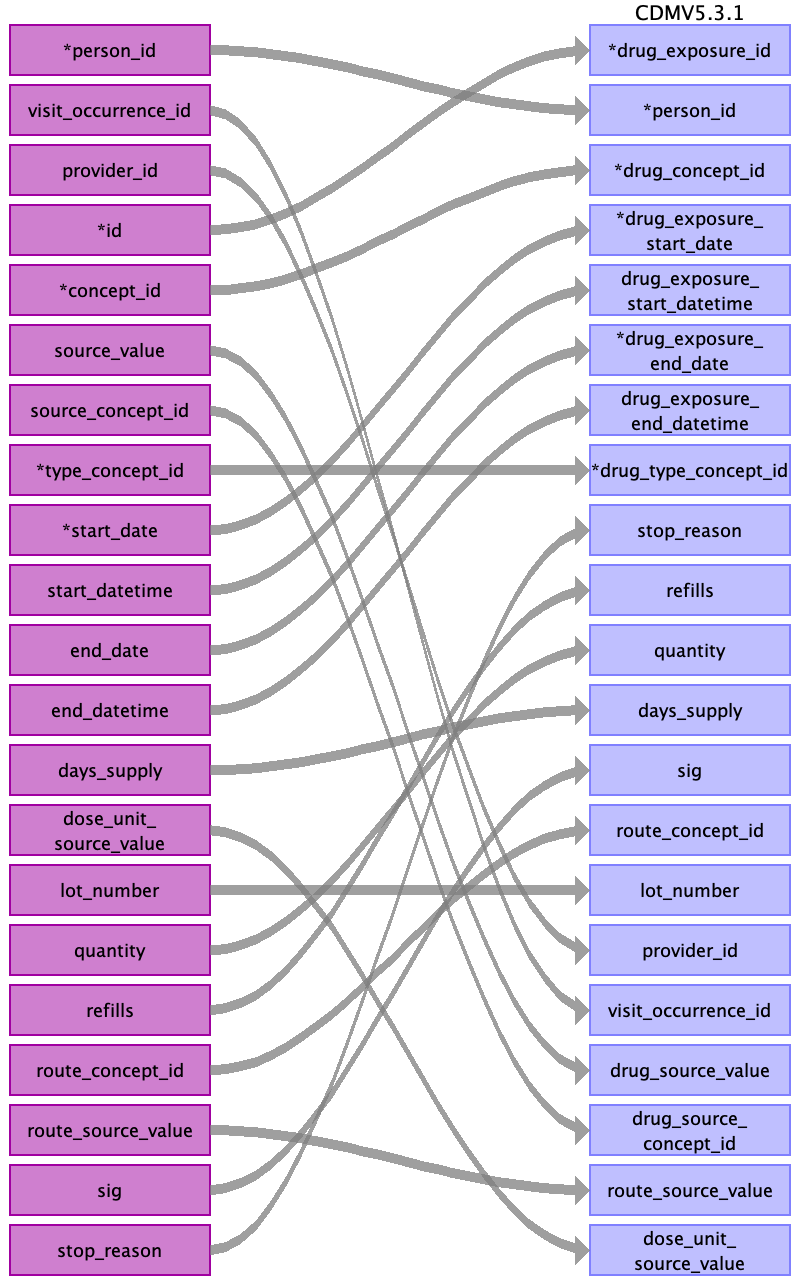 CDMV5.3.1
*person_id
visit_occurrence_id
provider_id
*id
*concept_id
source_value
source_concept_id
*type_concept_id
*start_date
start_datetime
end_date
end_datetime
days_supply
dose_unit_
source_value
lot_number
quantity
refills
route_concept_id
route_source_value
sig
stop_reason
*drug_exposure_id
*person_id
*drug_concept_id
*drug_exposure_
start_date
drug_exposure_
start_datetime
*drug_exposure_
end_date
drug_exposure_
end_datetime
*drug_type_concept_id
stop_reason
refills
quantity
days_supply
sig
route_concept_id
lot_number
provider_id
visit_occurrence_id
drug_source_value
drug_source_
concept_id
route_source_value
dose_unit_
source_value